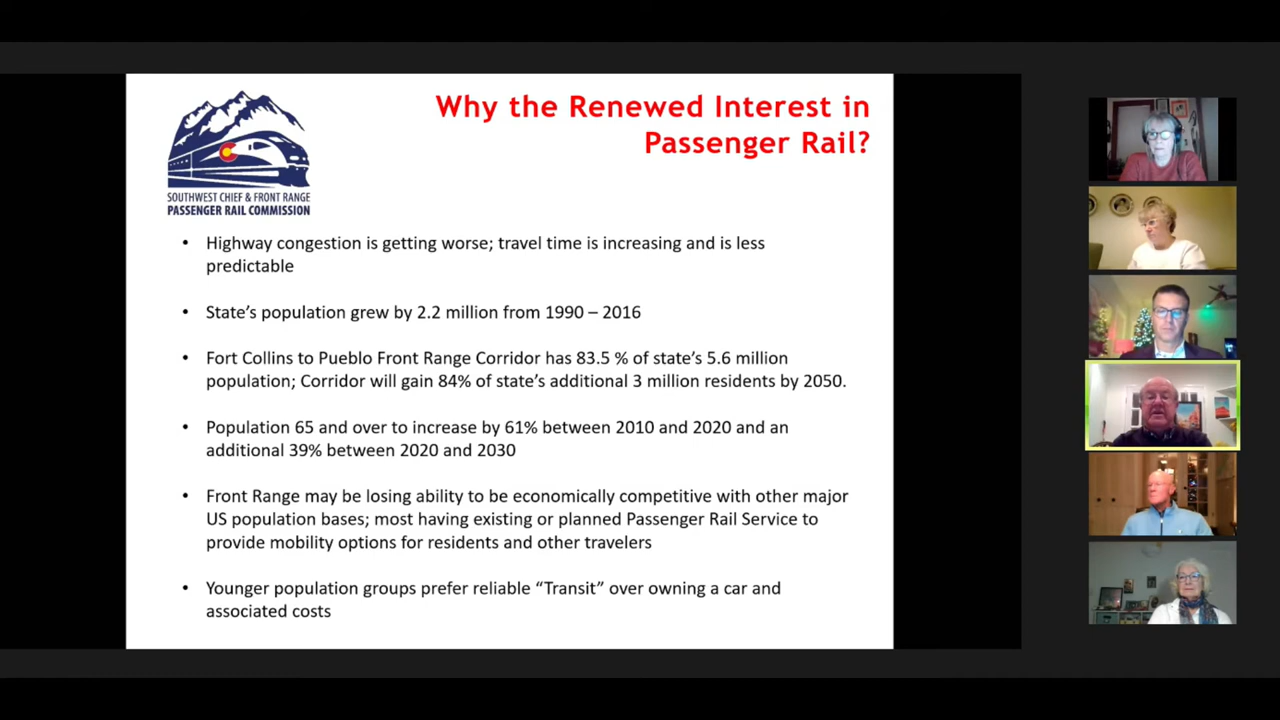 Why the Renewed Interest in
Passenger Rail?
SOUTHWEST CHIEF & FRONT RANGE
PASSENGER RAIL COMMISSION
• Highway congestion is getting worse; travel time is increasing and is less
predictable
• State’s population grew by 2.2 million from 1990 – 2016
• Fort Collins to Pueblo Front Range Corridor has 83.5 % of state’s 5.6 million
population; Corridor will gain 84% of state’s additional 3 million residents by 2050.
• Population 65 and over to increase by 61% between 2010 and 2020 and an
additional 39% between 2020 and 2030
• Front Range may be losing ability to be economically competitive with other major
US population bases; most having existing or planned Passenger Rail Service to
provide mobility options for residents and other travelers
• Younger population groups prefer reliable “Transit” over owning a car and
associated costs